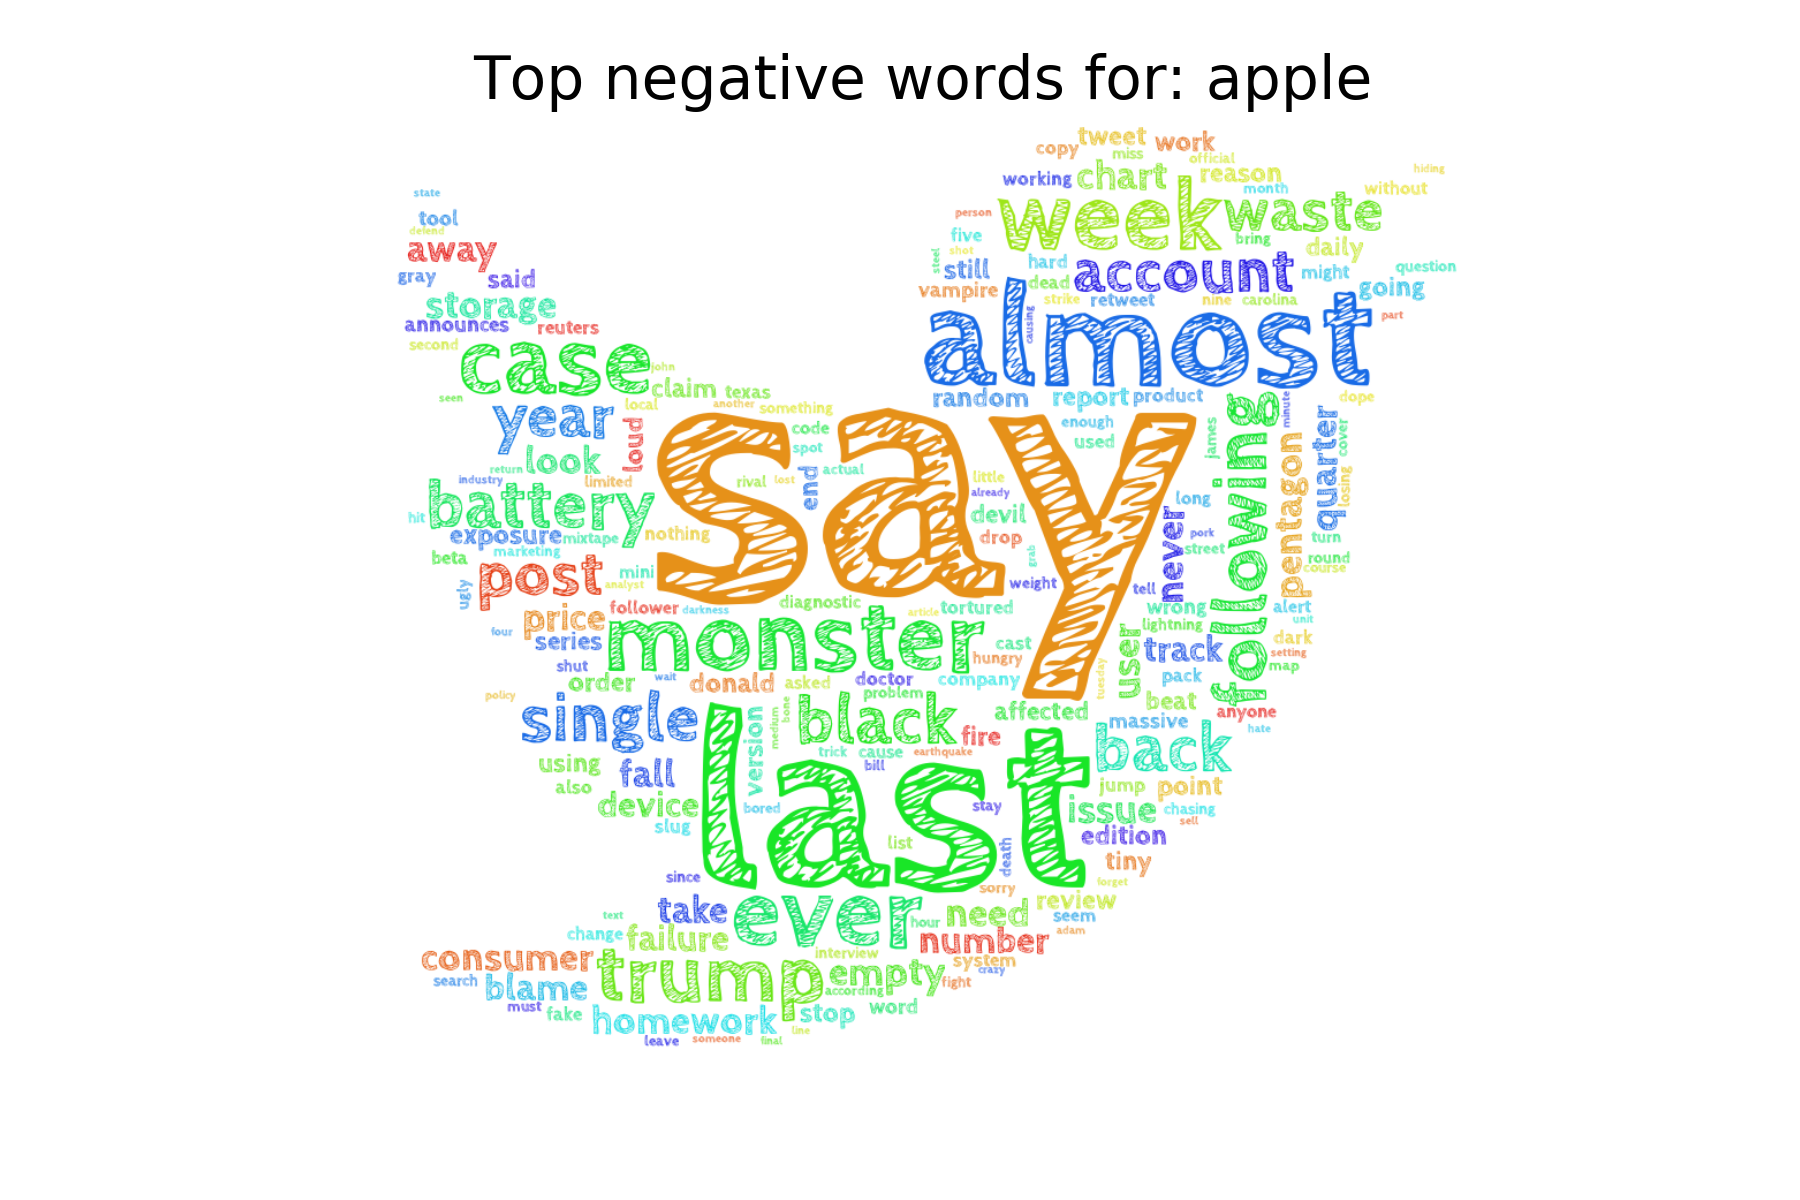 Top negative words for: apple
tweet work
copy miss official
working chart reason hiding
state month without
tool person week waste
defend five bring daily
away steel shot
gray said still hard account might question
storage vampire dead going
announces reuters strike retweet nine carolina
second causing almost part
case john
seen claim texas random report product minute dope
year local another something enough
loud code used james following quarter cover
look spot say
return actual pentagon
industry limited rival lost end little losing
battery already long
hit devil never
exposure mixtape nothing drop pork turn
marketing street
beta grab round
post mini weight course
ugly analyst tell
price follower darkness diagnostic article tortured wrong alert
four lightning unit
series monster cast user track dark
shut hungry setting
wait tuesday map
order donald asked doctor company pack
policy problem beat
single medium bone black affected anyone
version fire massive hate
trick cause earthquake back
using fall bill
also jump point
device bored last stay issue chasing
slug sell
list edition
death tiny
since forget
sorry
take ever need review
text hour seem
change failure number adam
consumer interview system
search blame trump empty crazy
according fight
must fake homework stop word
line
leave someone final